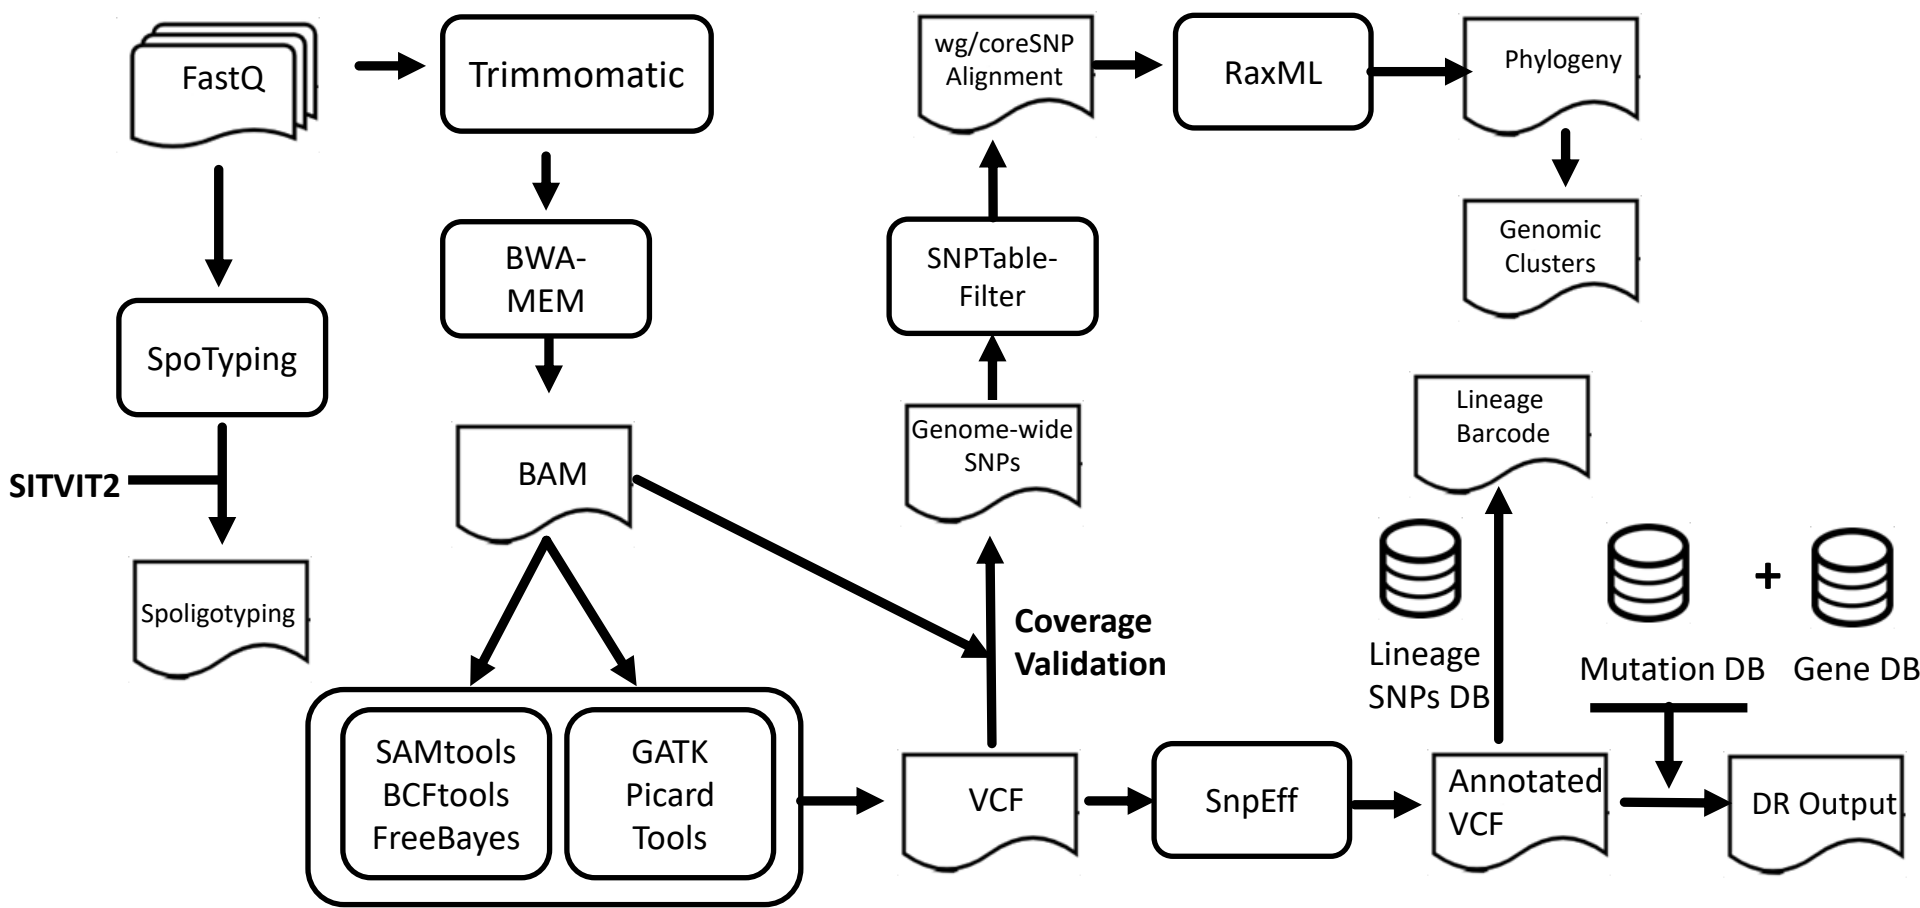 FastQ
Trimmomatic
wg/coreSNP
Alignment
RaxML
Phylogeny
BWA-
MEM
SNPTable-
Filter
Genomic
Clusters
SpoTyping
SITVIT2
BAM
Genome-wide
SNPs
Lineage
Barcode
Spoligotyping
Coverage
Validation
+
Lineage
SNPs DB
Mutation DB
Gene DB
SAMtools
BCFtools
FreeBayes
GATK
Picard
Tools
VCF
SnpEff
Annotated
VCF
DR Output